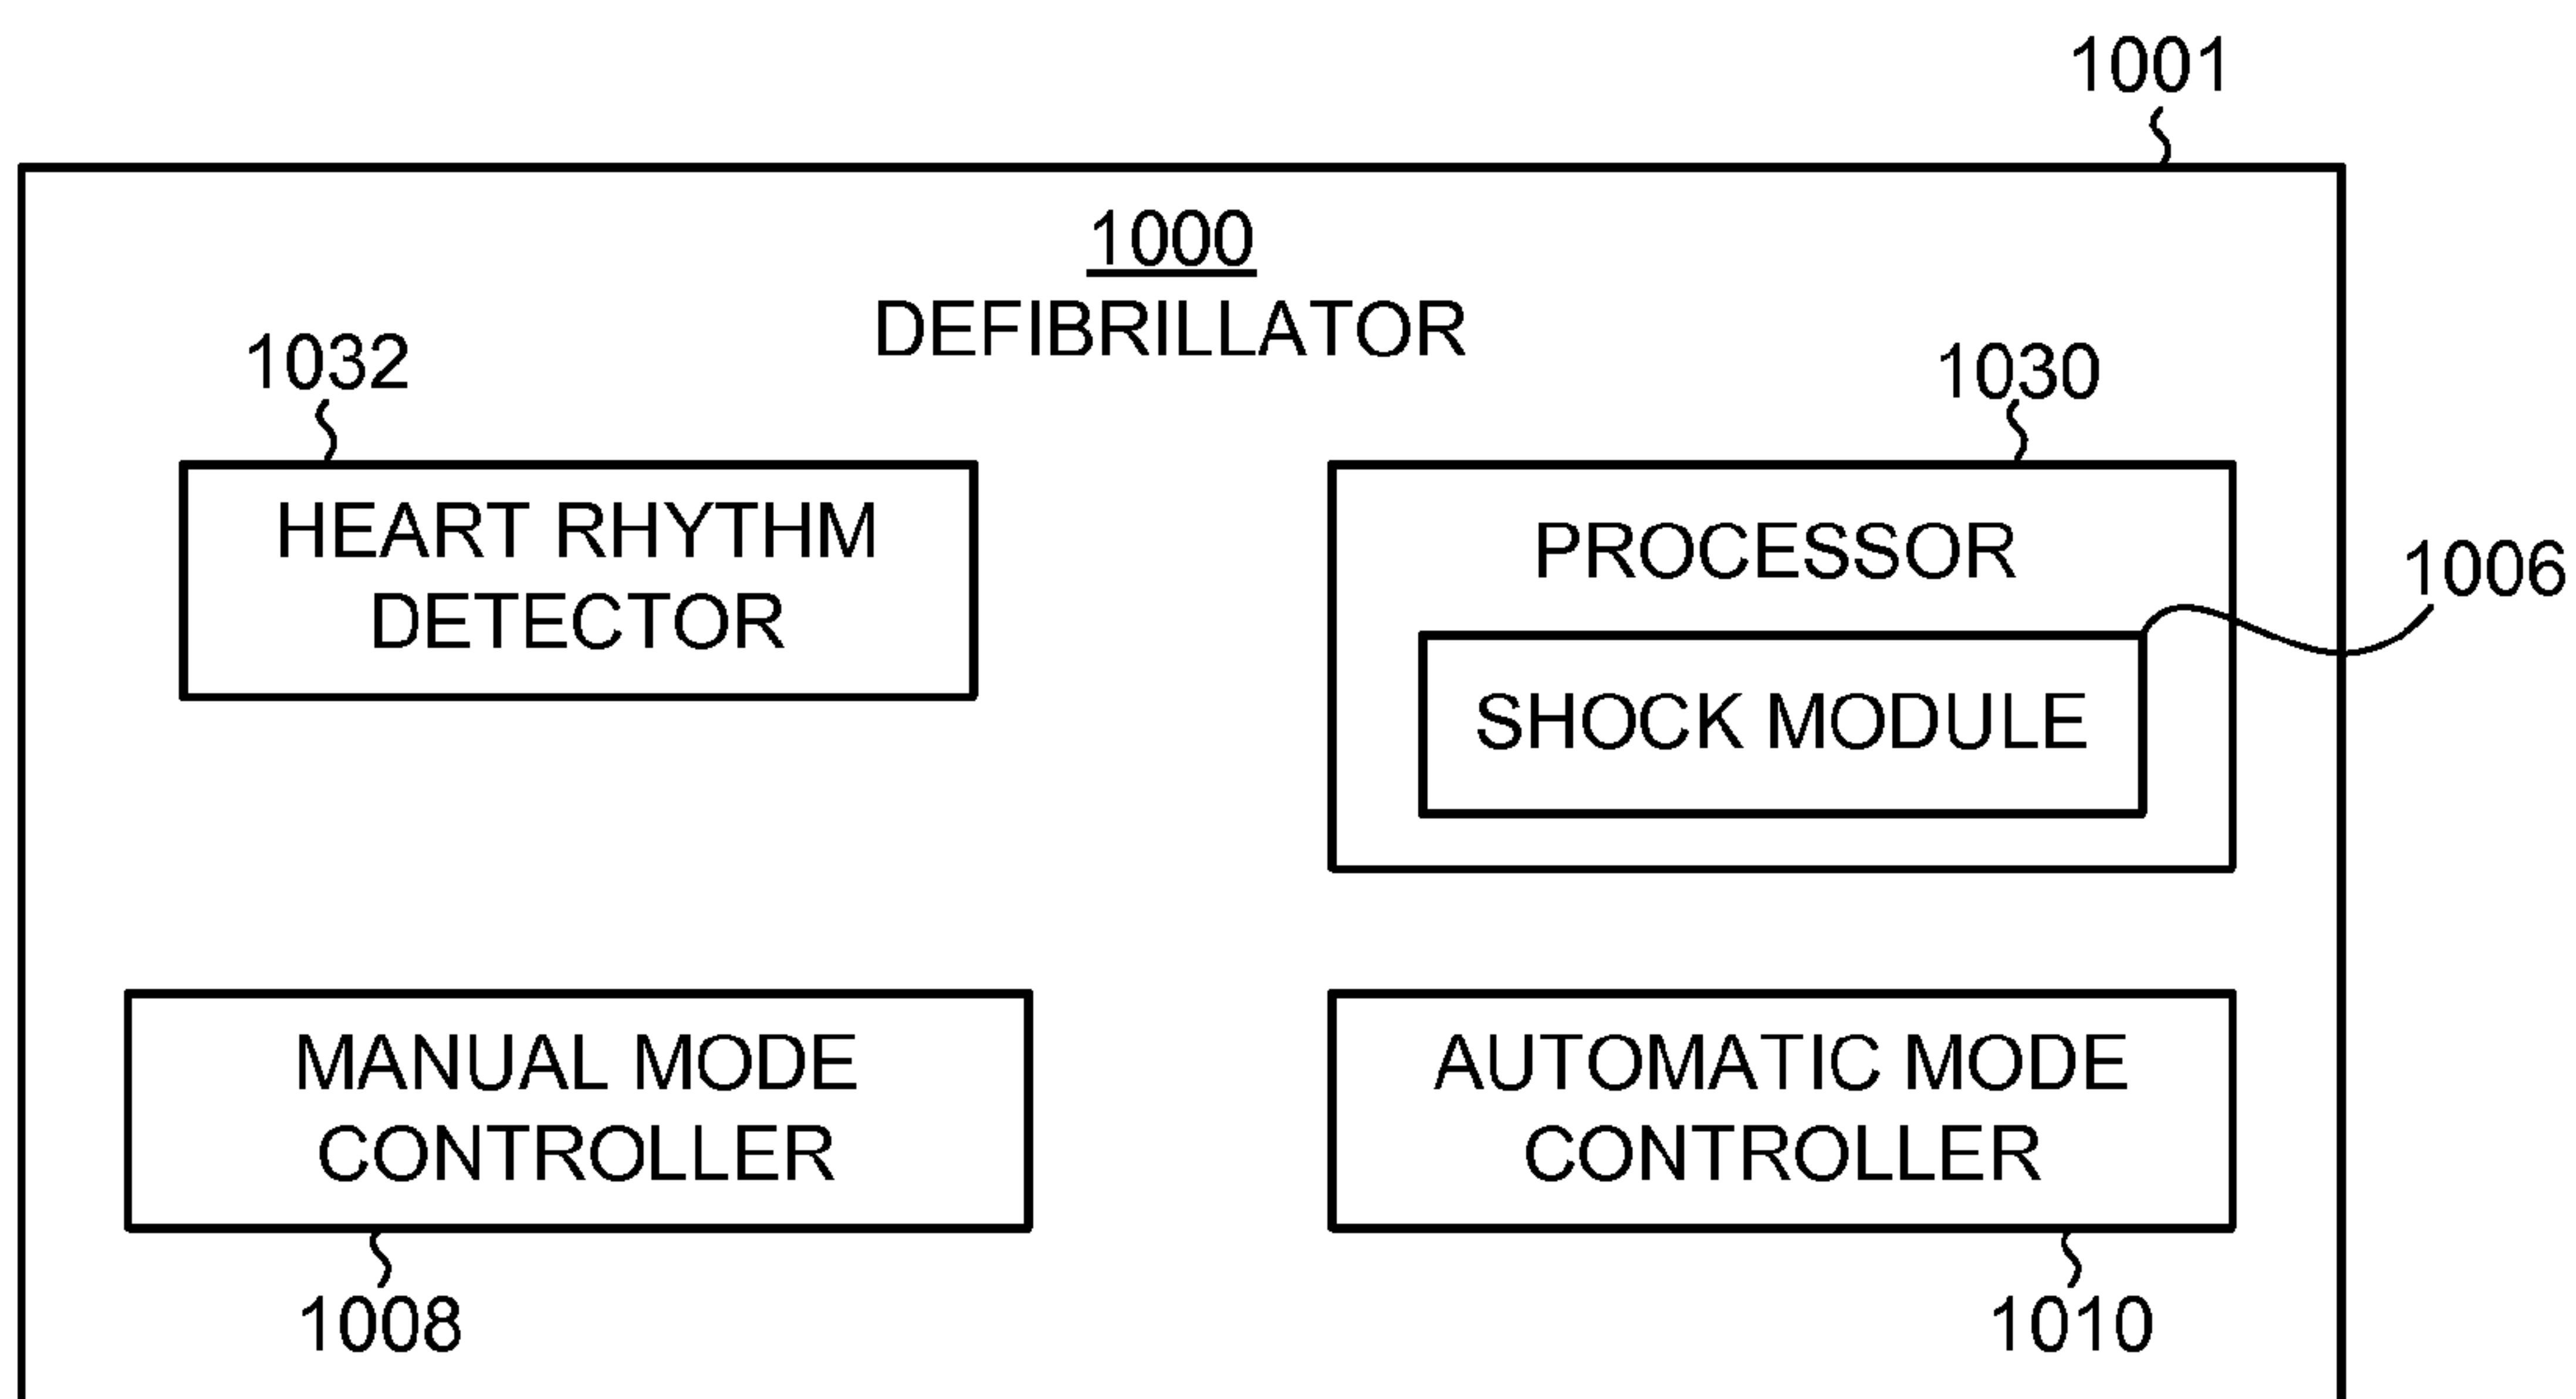 1001
1000
DEFIBRILLATOR
1032
1030
HEART RHYTHM
DETECTOR
PROCESSOR
1006
SHOCK MODULE
MANUAL MODE
CONTROLLER
AUTOMATIC MODE
CONTROLLER
1008
1010